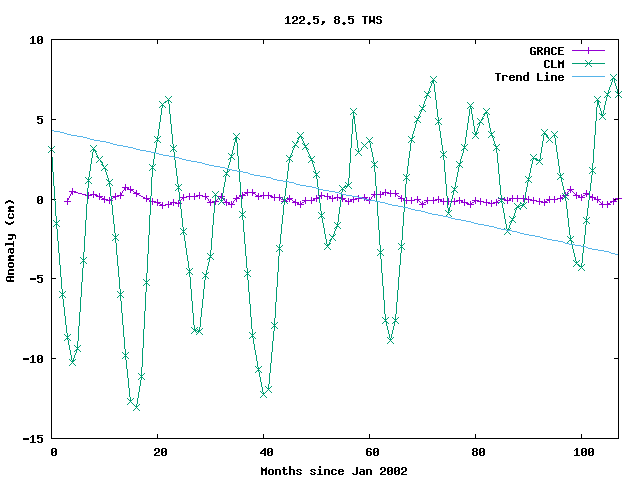 122.5, 8.5 TWS
GRACE
CLM
Trend Line
10
5
0
-5
-10
-15
Anomaly (cm)
0 20 40 60 80 100
Months since Jan 2002